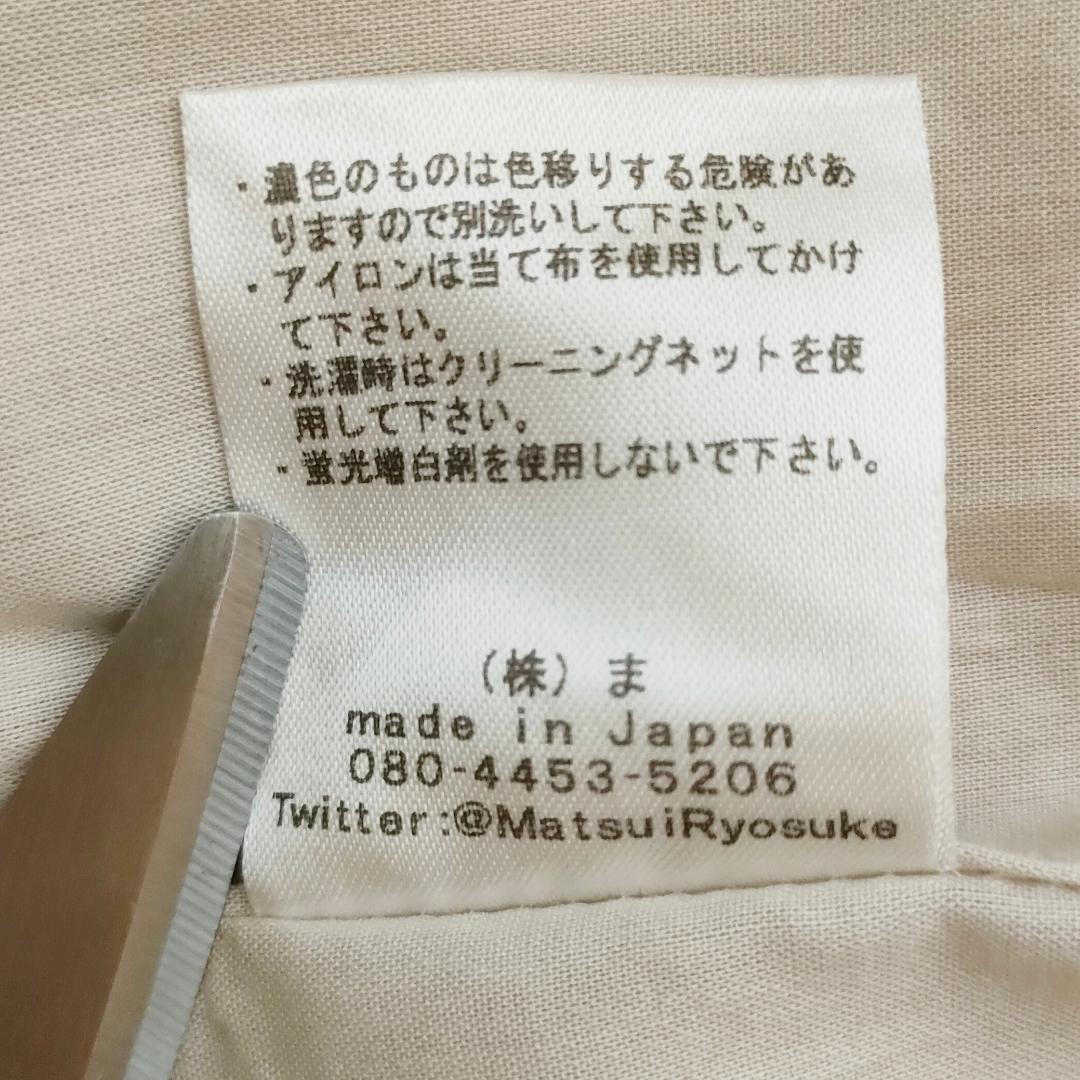 ・濃色のものは色移りする危険があ
りますので別洗いして下さい。
・アイロンは当て布を使用してかけ
て下さい。
・洗濯時はクリーニングネットを使
用して下さい。
・蛍光増白剤を使用しないで下さい。
（株）ま
made in Japan
080-4453-5206
Twitter:@MatsuiRyosuke